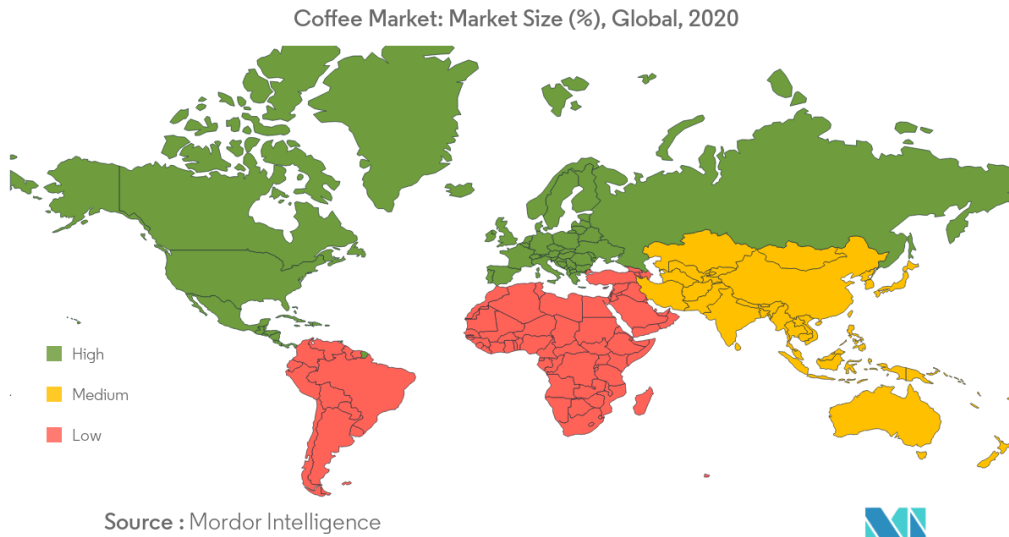 Coffee Market: Market Size (%), Global, 2020
High
Medium
Low
Source : Mordor Intelligence